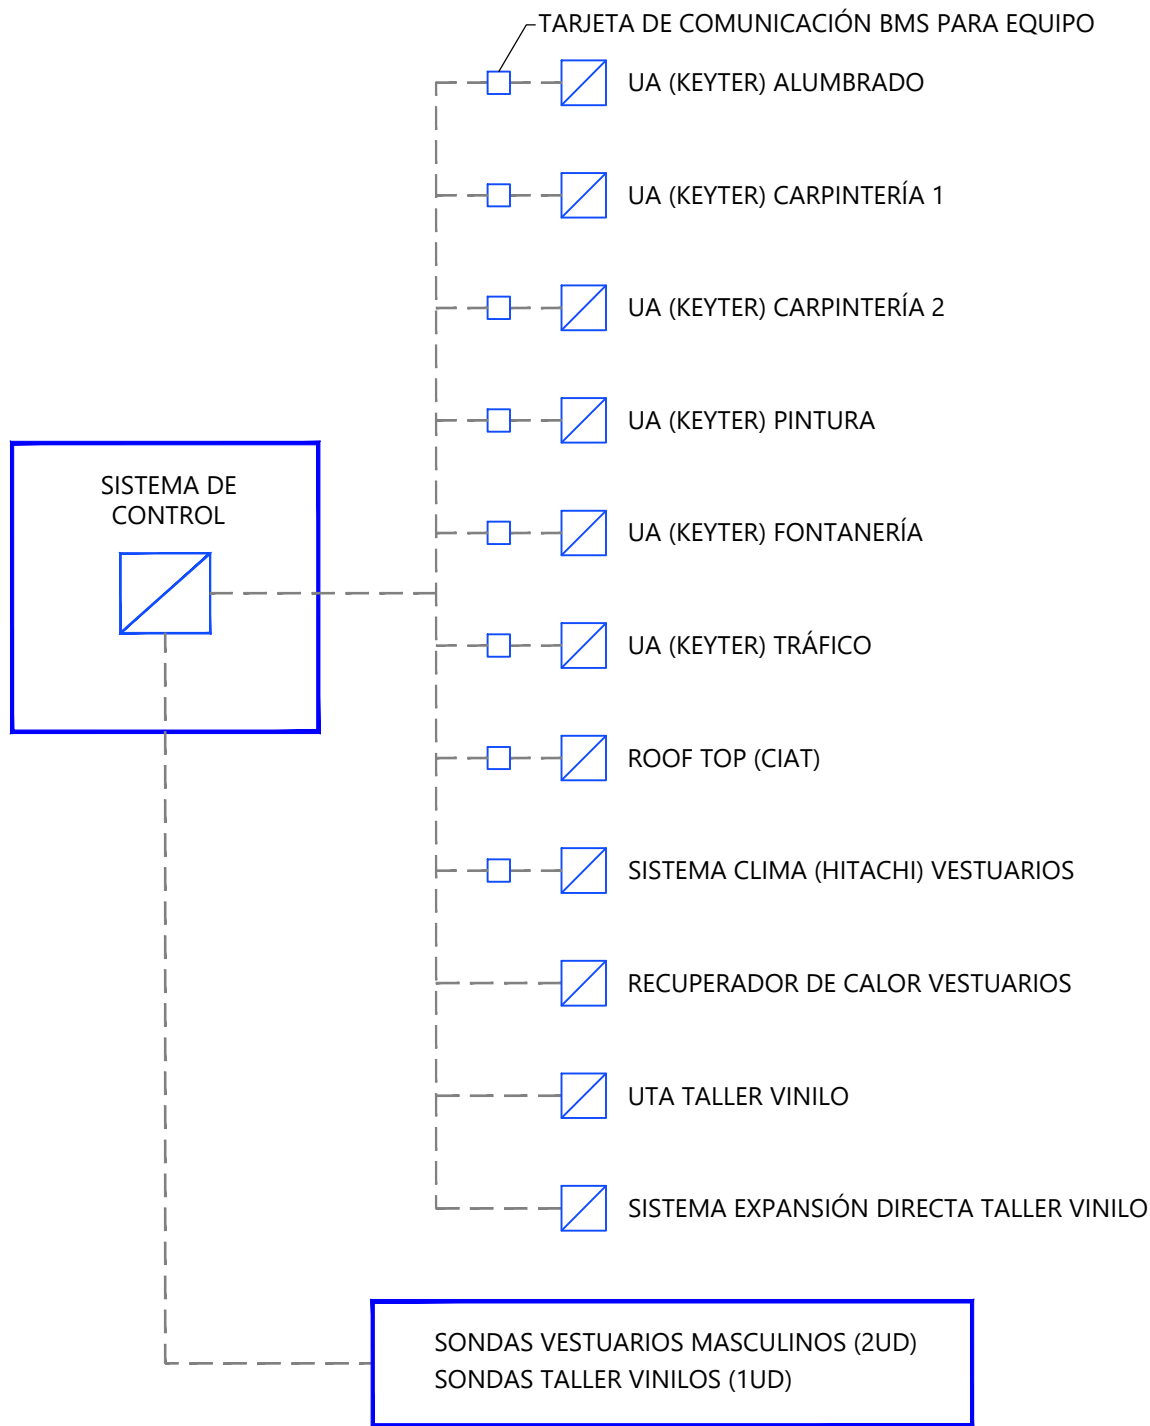 TARJETA DE COMUNICACIÓN BMS PARA EQUIPO
UA (KEYTER) ALUMBRADO
UA (KEYTER) CARPINTERÍA 1
UA (KEYTER) CARPINTERÍA 2
UA (KEYTER) PINTURA
SISTEMA DE
CONTROL
UA (KEYTER) FONTANERÍA
UA (KEYTER) TRÁFICO
ROOF TOP (CIAT)
SISTEMA CLIMA (HITACHI) VESTUARIOS
RECUPERADOR DE CALOR VESTUARIOS
UTA TALLER VINILO
SISTEMA EXPANSIÓN DIRECTA TALLER VINILO
SONDAS VESTUARIOS MASCULINOS (2UD)
SONDAS TALLER VINILOS (1UD)